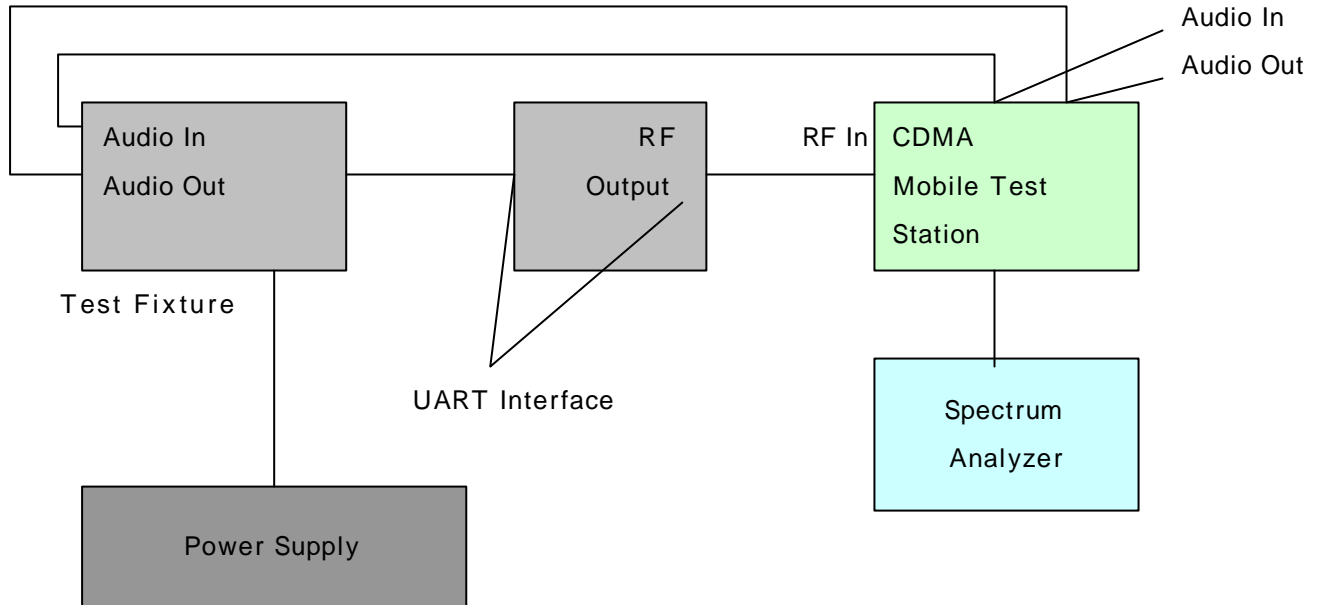 Audio In
Audio Out
Audio In
Audio Out
RF
Output
RF In
CDMA
Mobile Test
Station
Test Fixture
UART Interface
Spectrum
Analyzer
Power Supply